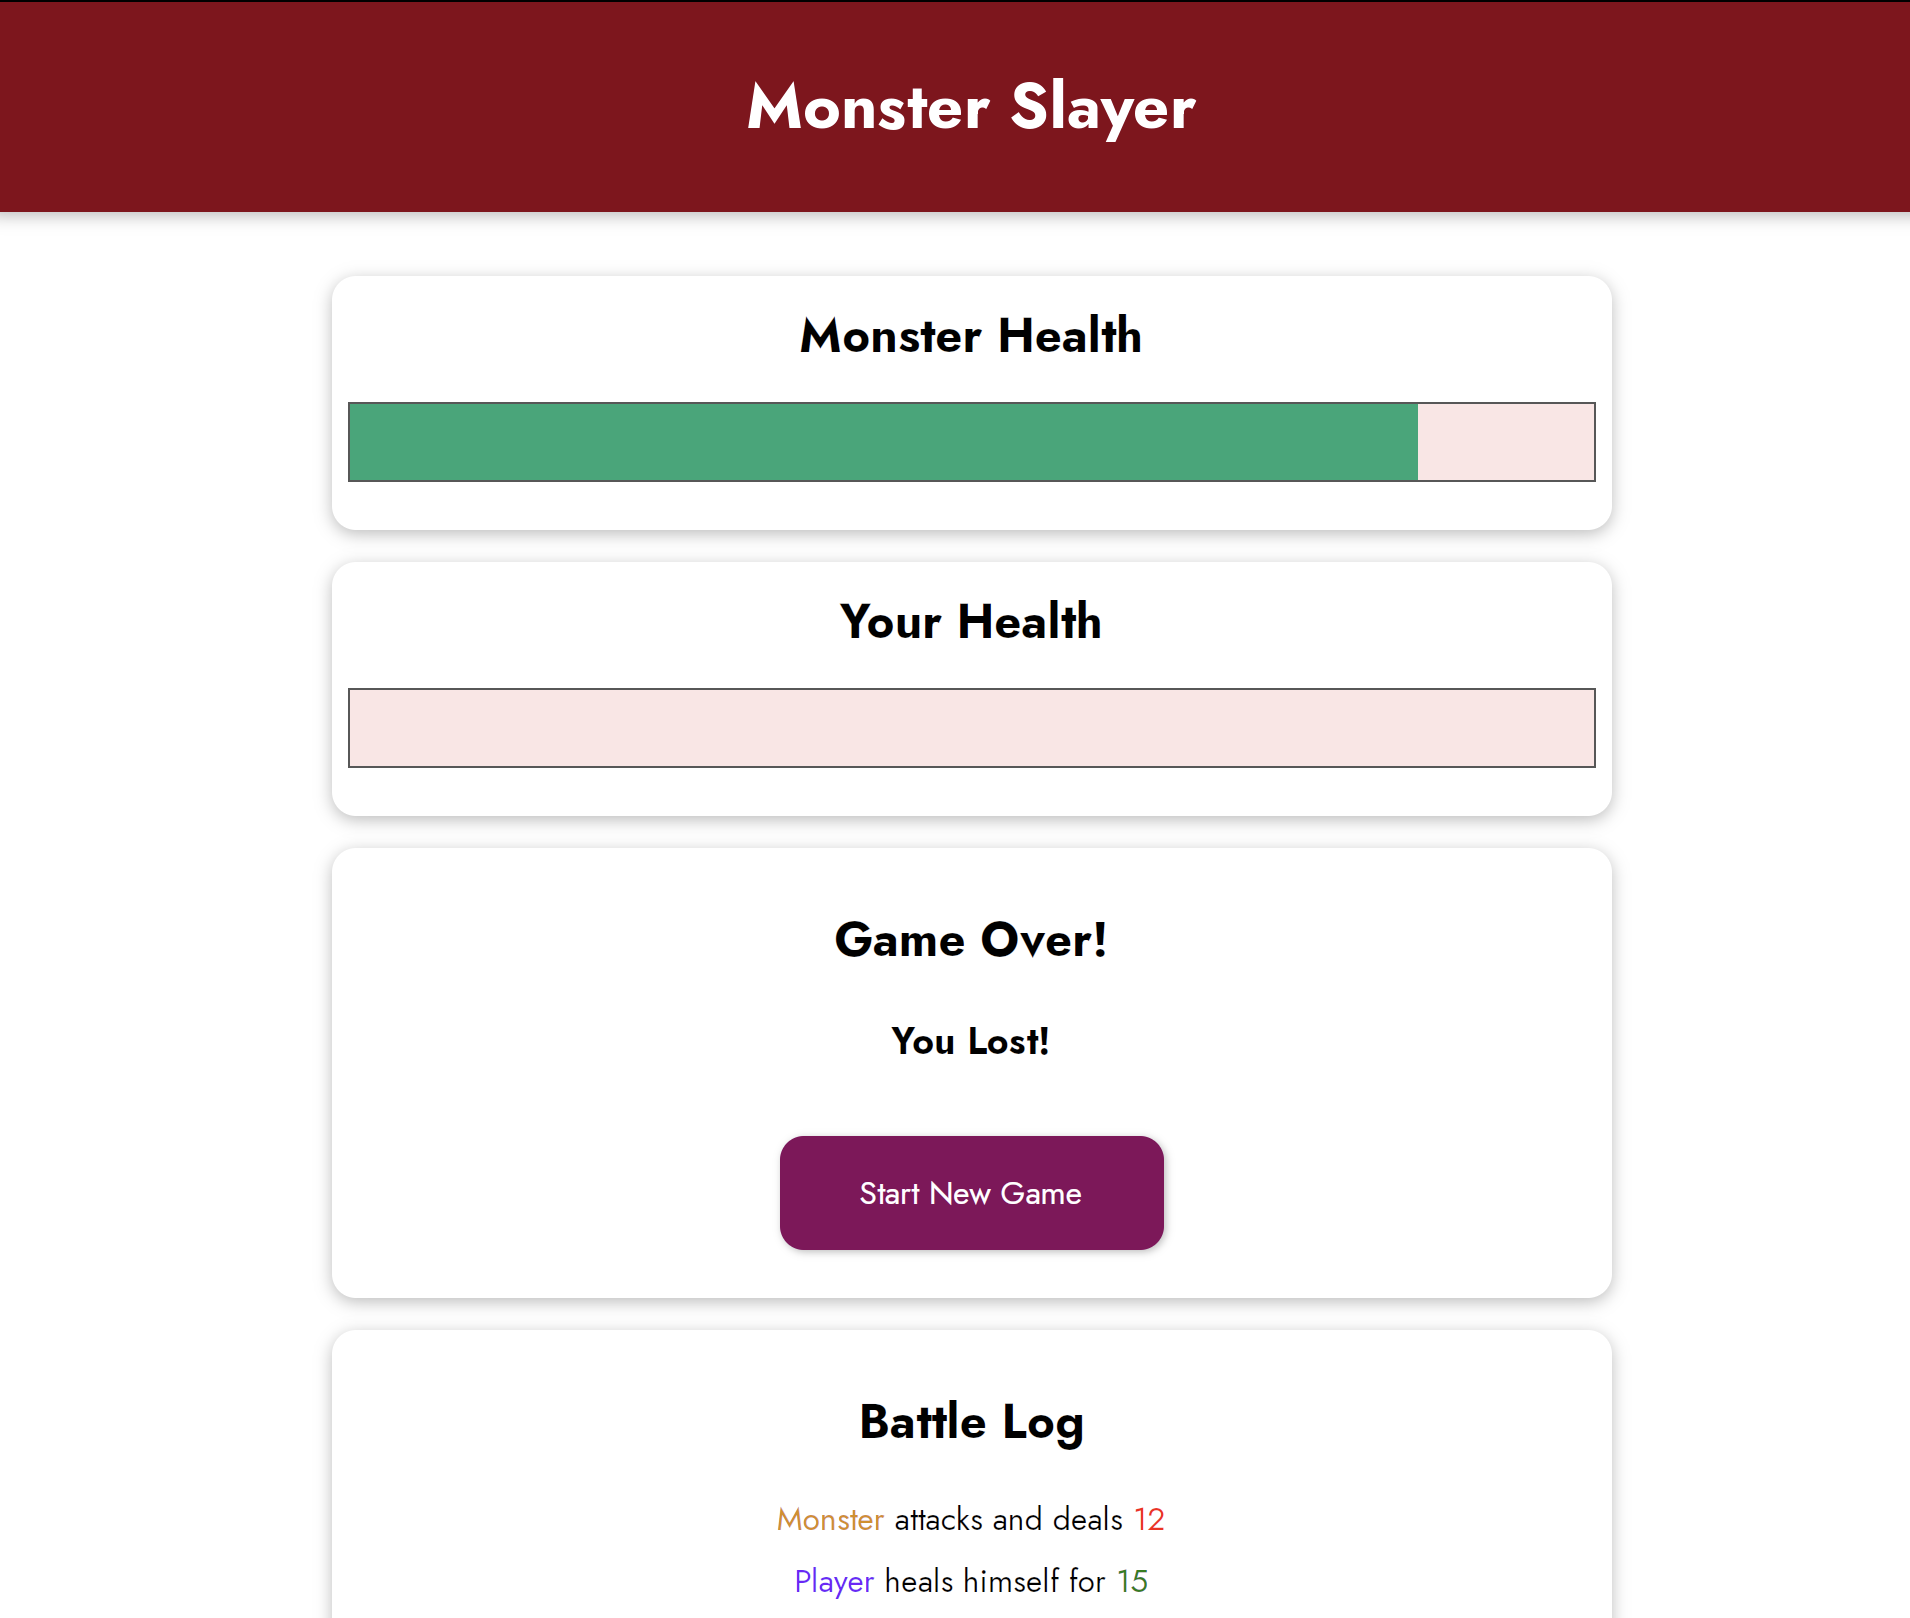 Monster Slayer
Monster Health
Your Health
Game Over!
You Lost!
Start New Game
Battle Log
Monster attacks and deals 12
Player heals himself for 15